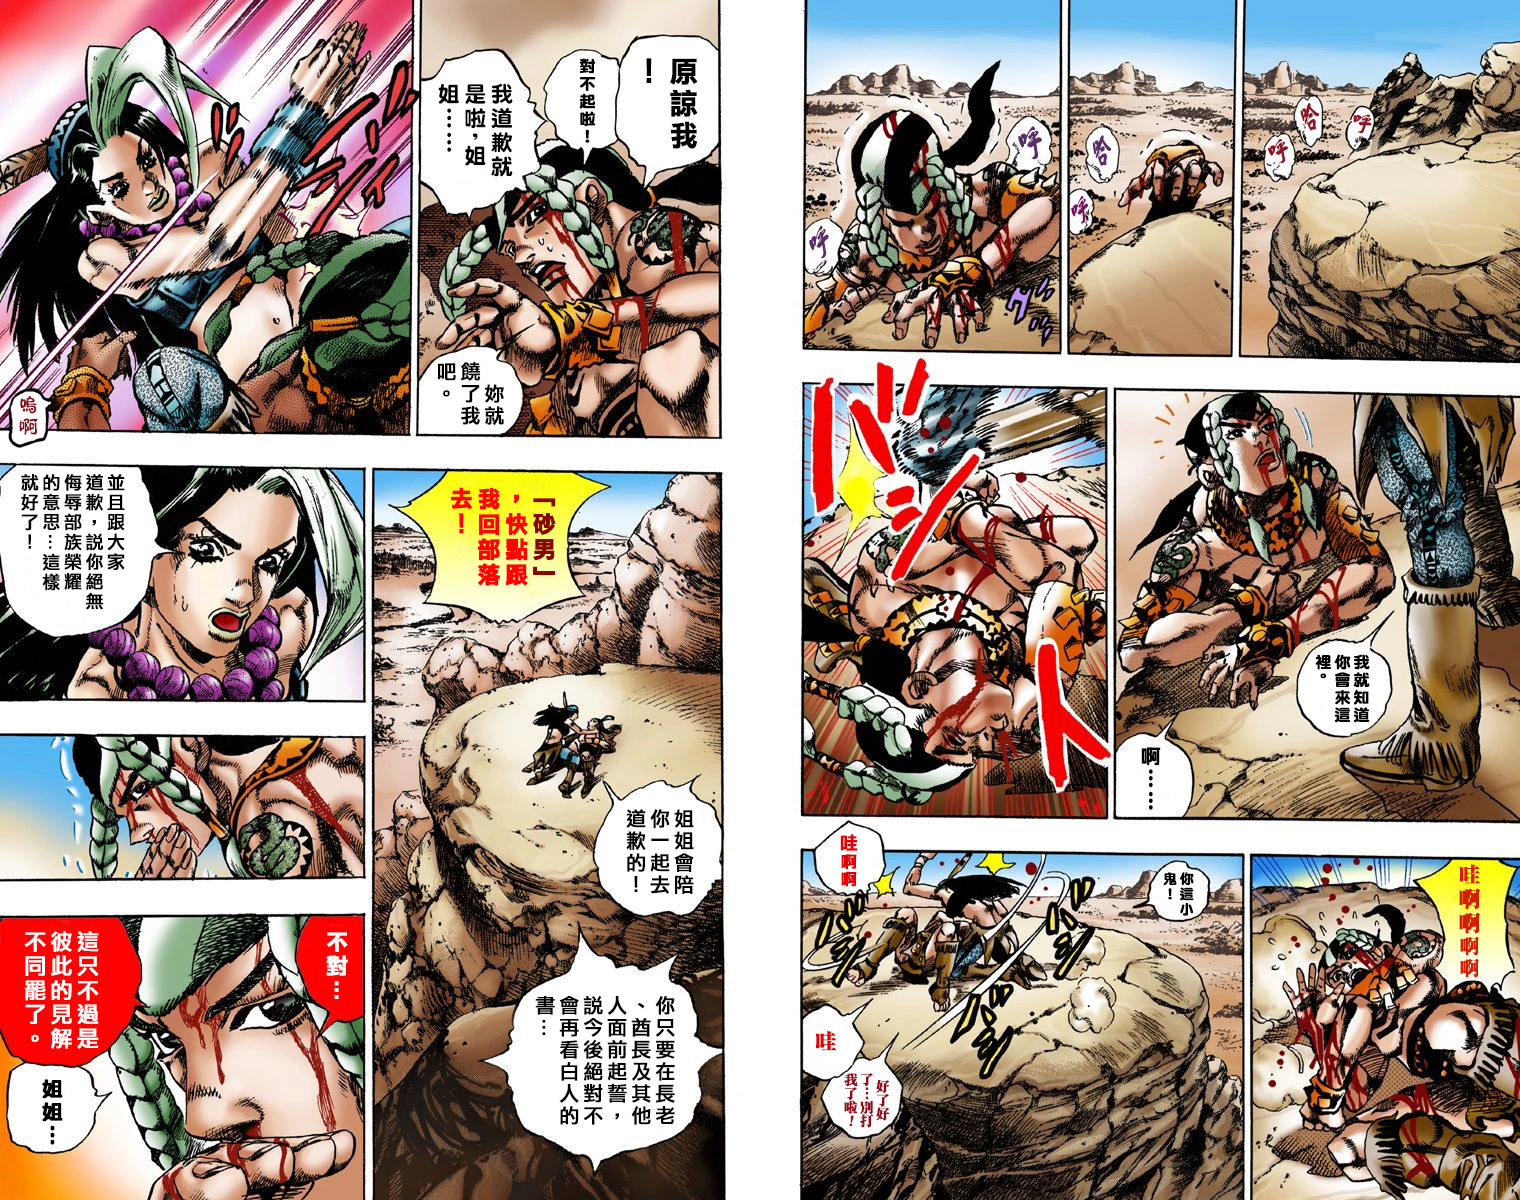 呼
哈
呼
哈
呼
呼
呼
ズ
ズ
我就知道
你會來這
裡。
啊……
バ
シ
ト
哇啊啊啊啊
你這小
鬼！
哇啊啊
哇
好了好
了…別打
我了啦！
原諒我
！
對不起啦！
我道歉就
是啦，姐
姐……
妳就
饒了我
吧。
嗚啊
『砂男』
，快點跟
我回部落
去！
姐姐會陪
你一起去
道歉的！
你只要在長老
、酋長及其他
人面前起誓，
説今後絕對不
會再看白人的
書…
並且跟大家
道歉，説你絕無
侮辱部族榮耀
的意思…這樣
就好了！
不對…
這只不過是
彼此的見解
不同罷了。
姐姐…